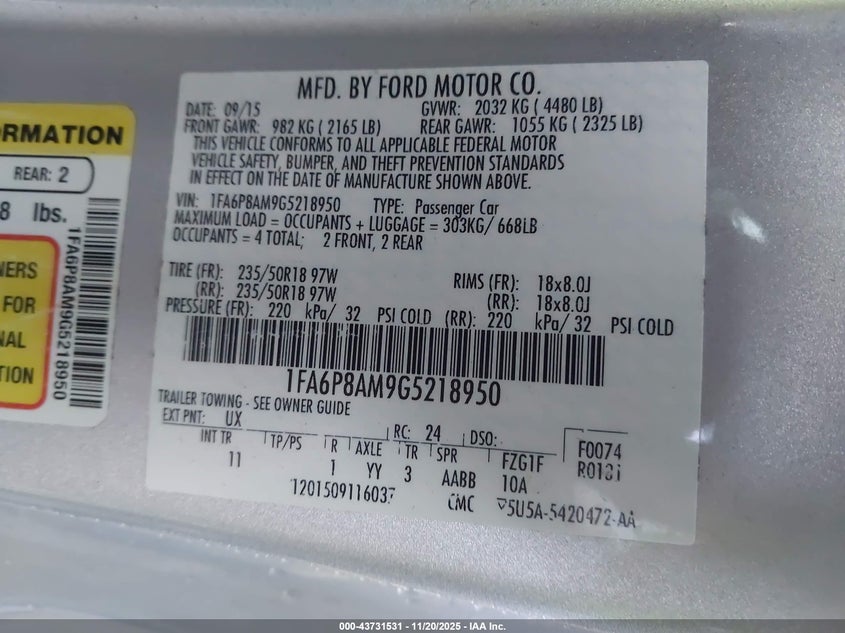 ORMATION
REAR: 2
8 lbs.
NERS
FOR
NAL
TION
1FA6P8AM9G5218950
MFD. BY FORD MOTOR CO.
DATE: 09/15 GVWR: 2032 KG ( 4480 LB)
FRONT GAWR: 982 KG ( 2165 LB) REAR GAWR: 1055 KG ( 2325 LB)
THIS VEHICLE CONFORMS TO ALL APPLICABLE FEDERAL MOTOR
VEHICLE SAFETY, BUMPER, AND THEFT PREVENTION STANDARDS
IN EFFECT ON THE DATE OF MANUFACTURE SHOWN ABOVE.
VIN: 1FA6P8AM9G5218950 TYPE: Passenger Car
MAXIMUM LOAD = OCCUPANTS + LUGGAGE = 303KG/ 668LB
OCCUPANTS = 4 TOTAL; 2 FRONT, 2 REAR
TIRE (FR): 235/50R18 97W RIMS (FR): 18x8.0J
(RR): 235/50R18 97W (RR): 18x8.0J
PRESSURE (FR): 220 kPa/ 32 PSI COLD (RR): 220 kPa/ 32 PSI COLD
1FA6P8AM9G5218950
TRAILER TOWING - SEE OWNER GUIDE
EXT PNT: UX RC: 24 DSO: F0074
INT TR TP/PS R AXLE TR SPR FZG1F R0131
11 1 YY 3 AABB 10A
1201509116037 CMC 5U5A-5420472-AA
000-43731531 - 11/20/2025 - IAA Inc.